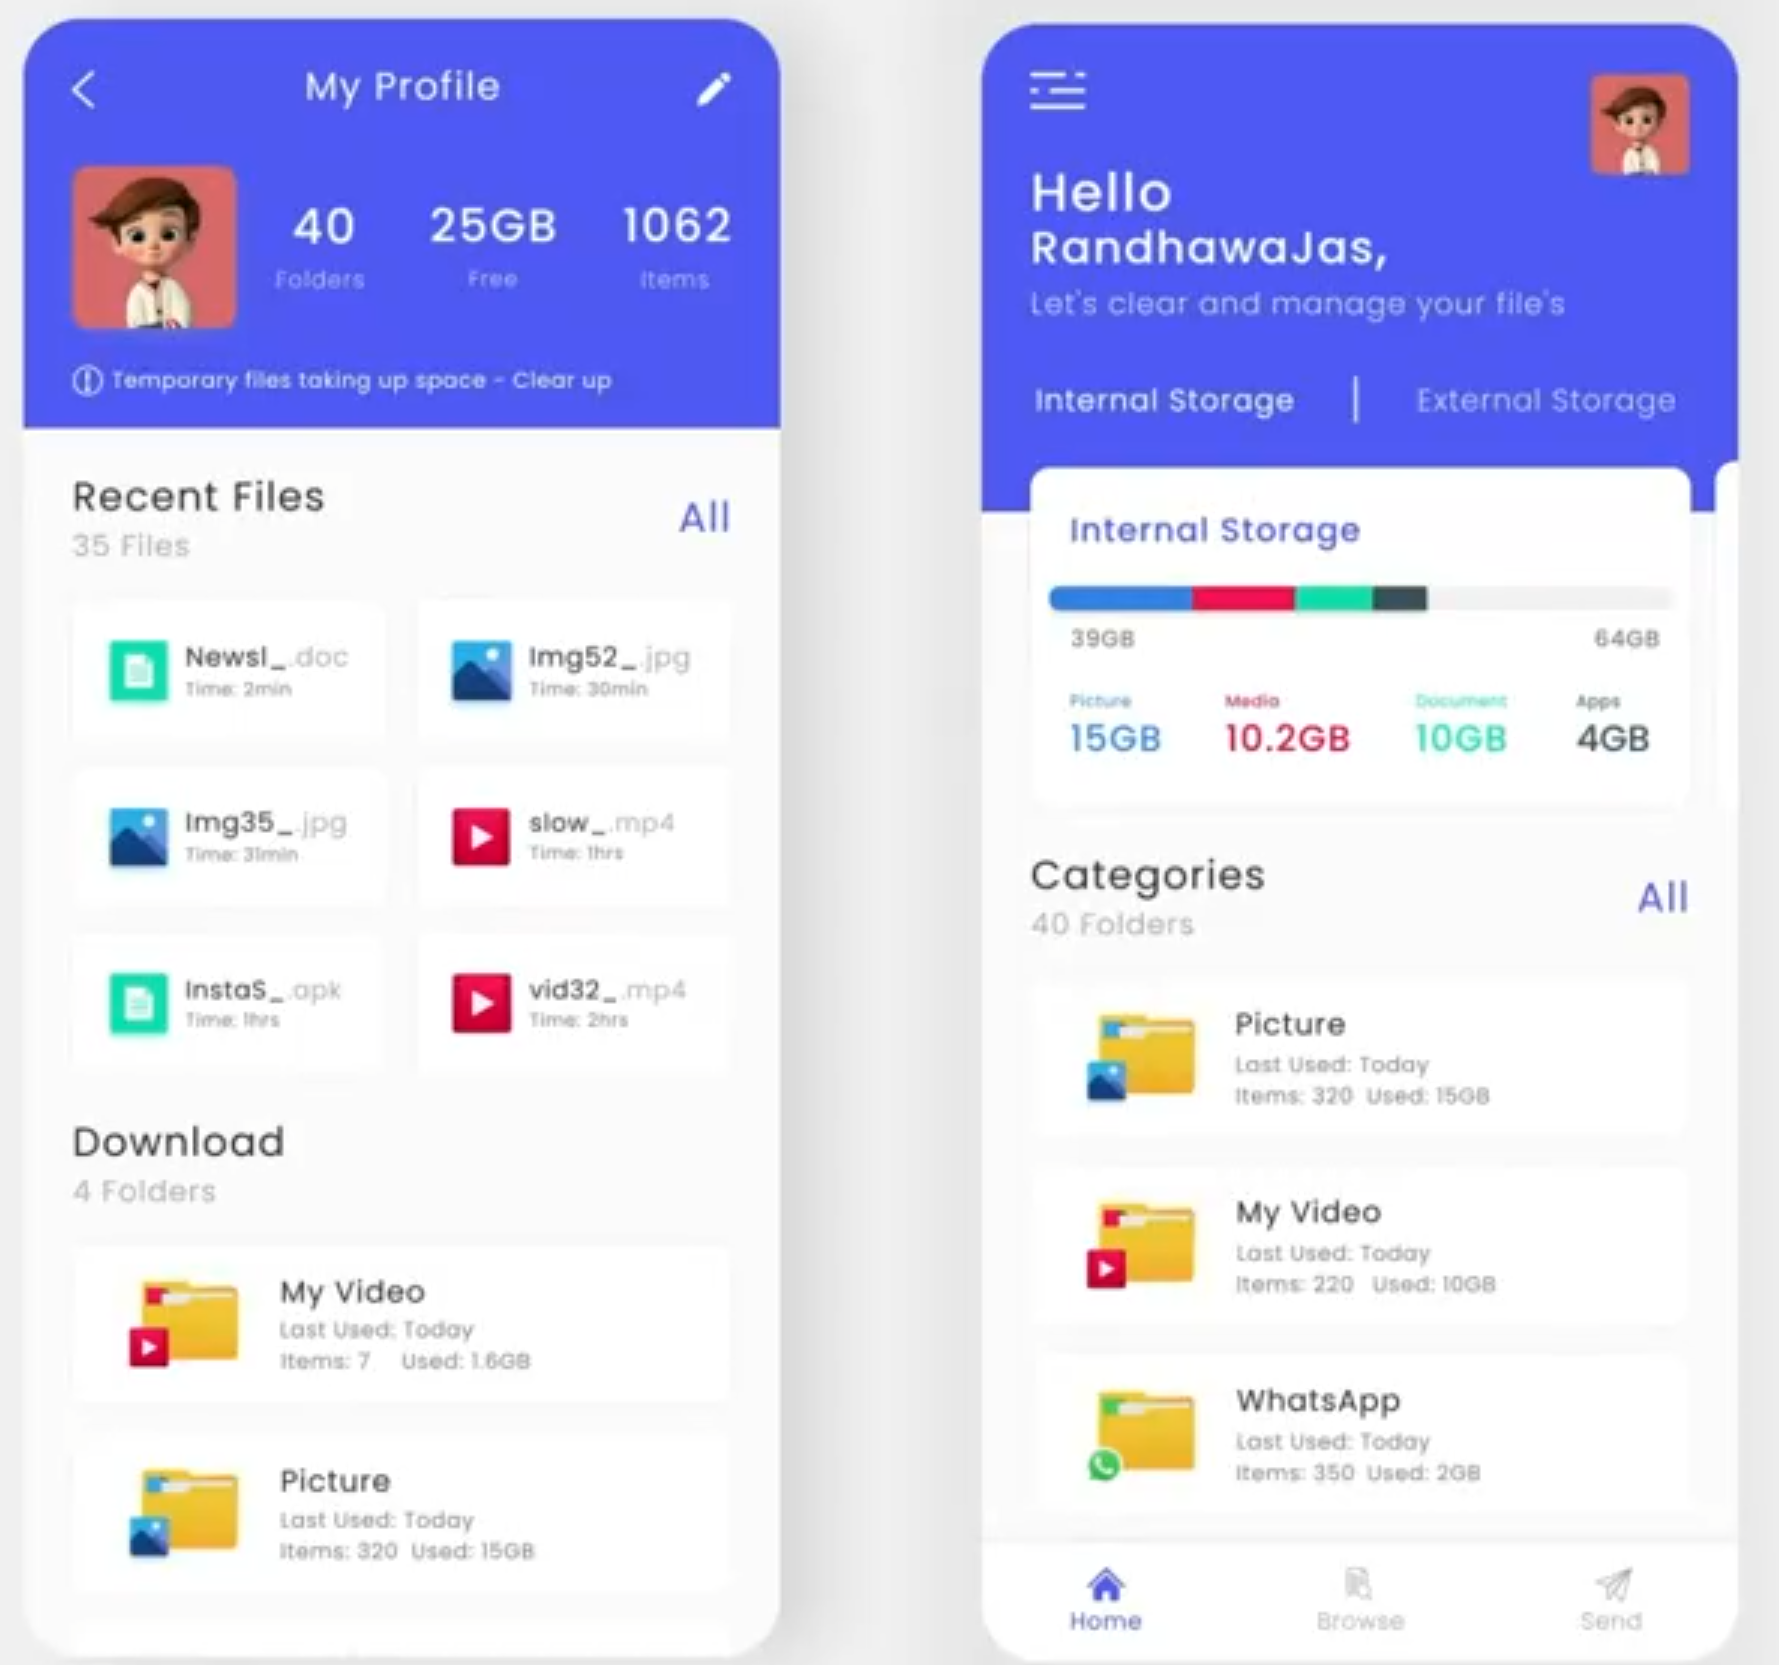 My Profile
40
25GB
1062
Folders
Free
Items
Temporary files taking up space - Clear up
Recent Files
All
35 Files
Newsl_.doc
Time: 2min
Img52_.jpg
Time: 30min
Img35_.jpg
Time: 31min
slow_.mp4
Time: 1hrs
InstaS_.apk
Time: 1hrs
vid32_.mp4
Time: 2hrs
Download
4 Folders
My Video
Last Used: Today
Items: 7 Used: 1.6GB
Picture
Last Used: Today
Items: 320 Used: 15GB
Hello
RandhawaJas,
Let's clear and manage your file's
Internal Storage | External Storage
Internal Storage
39GB
64GB
Picture
15GB
Media
10.2GB
Document
10GB
Apps
4GB
Categories
All
40 Folders
Picture
Last Used: Today
Items: 320 Used: 15GB
My Video
Last Used: Today
Items: 220 Used: 10GB
WhatsApp
Last Used: Today
Items: 350 Used: 2GB
Home
Browse
Send